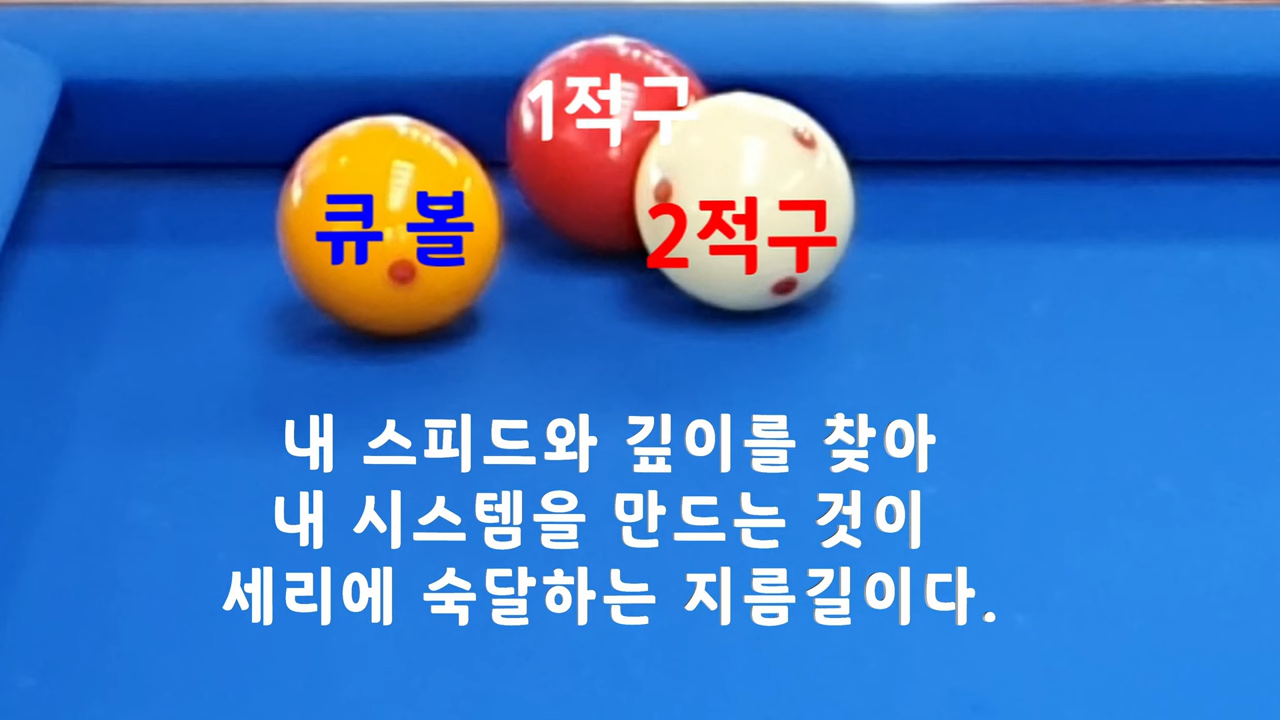 1적구
큐 볼
2적구
내 스피드와 깊이를 찾아
내 시스템을 만드는 것이
세리에 숙달하는 지름길이다.